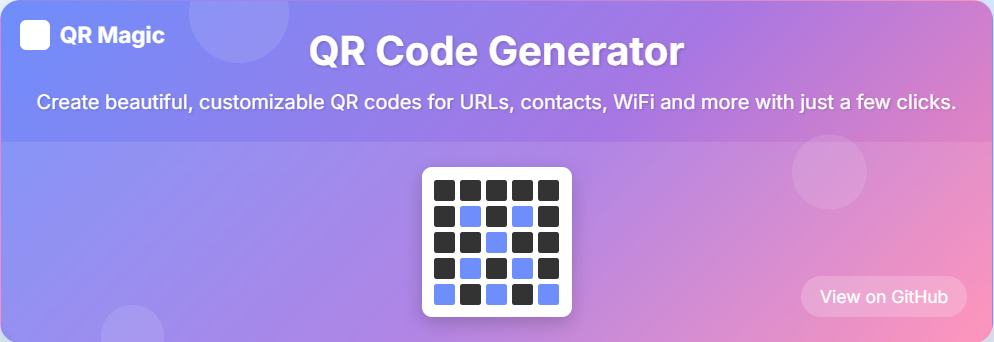 QR Magic
QR Code Generator
Create beautiful, customizable QR codes for URLs, contacts, WiFi and more with just a few clicks.
View on GitHub